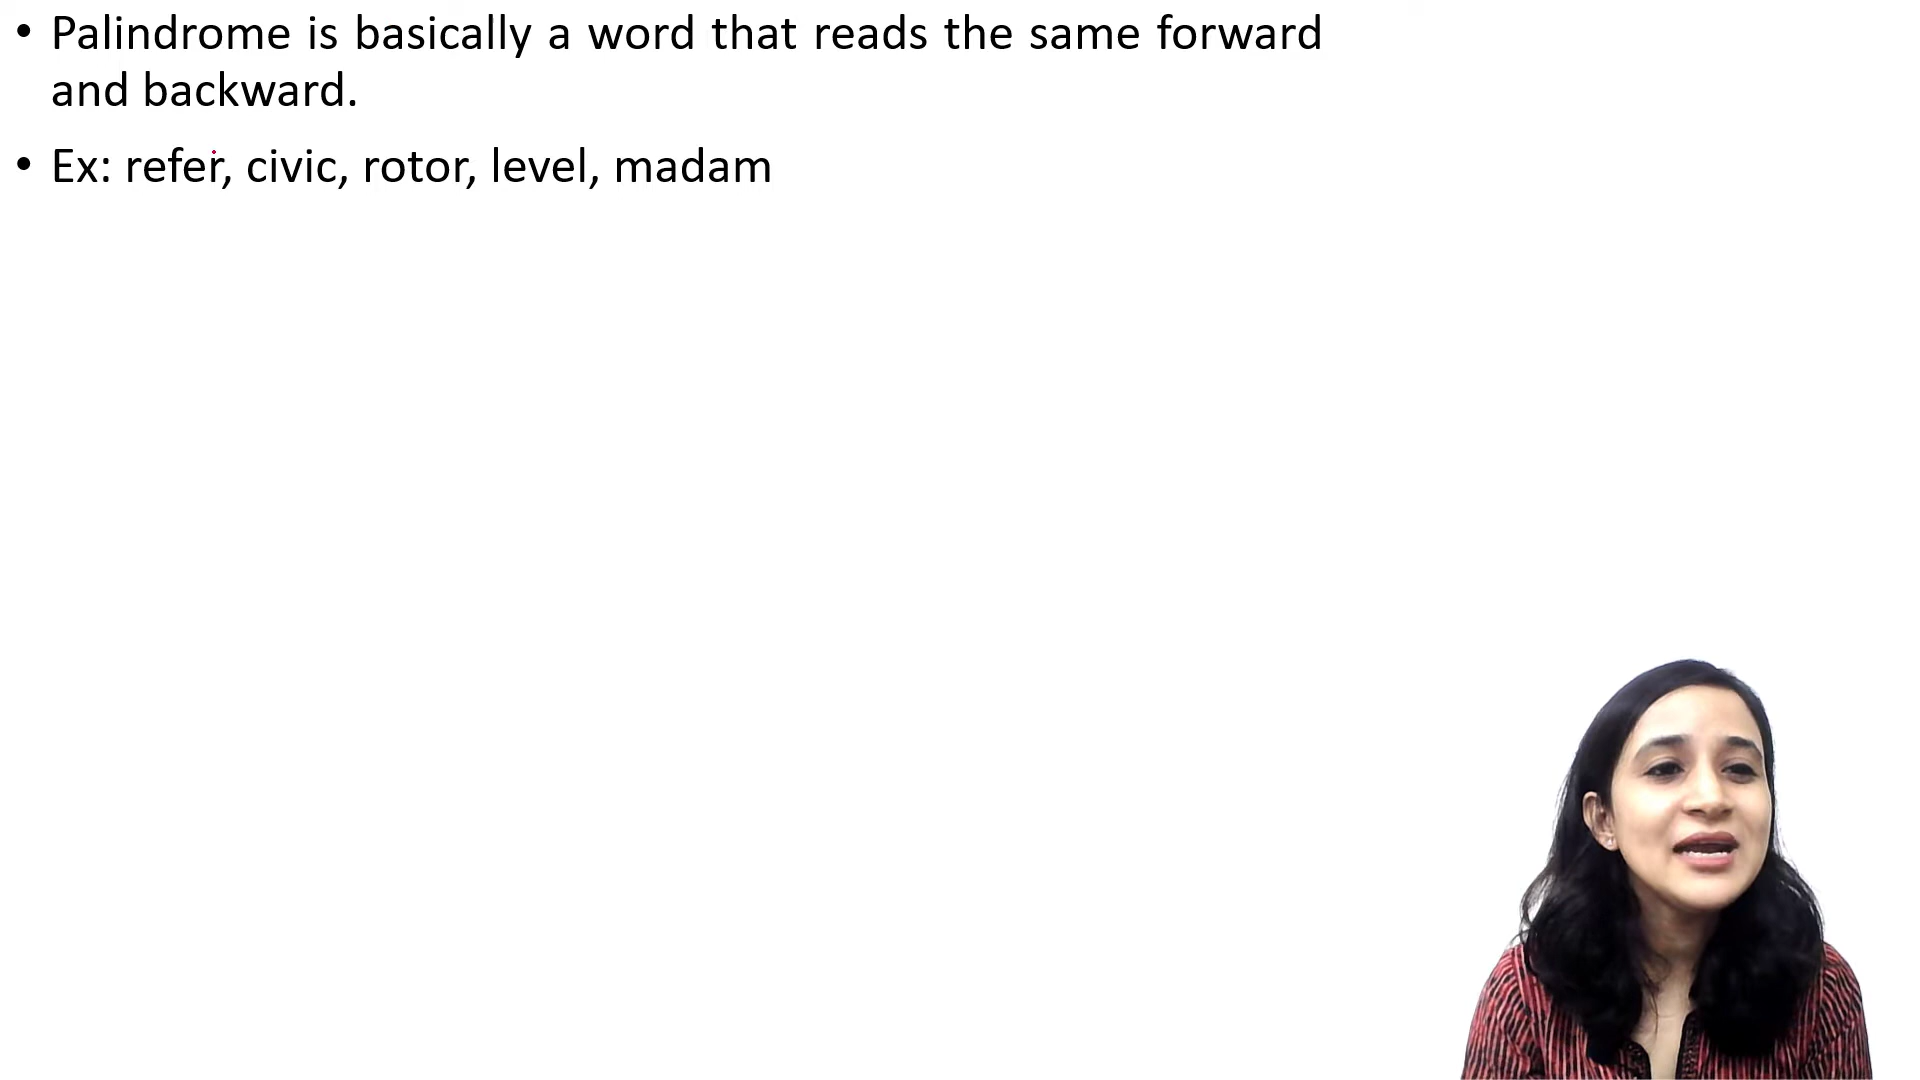 • Palindrome is basically a word that reads the same forward
and backward.
• Ex: refer, civic, rotor, level, madam